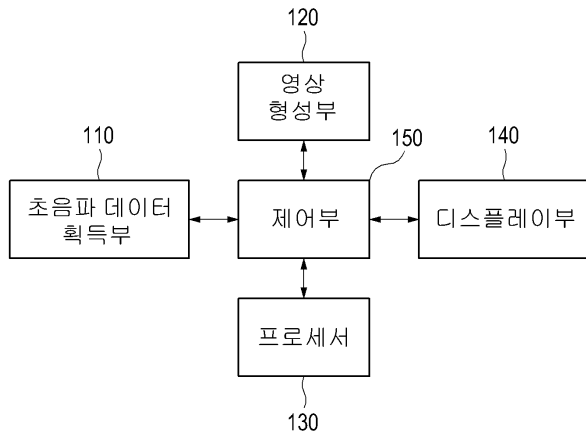 120
영상
형성부
110
150
140
초음파 데이터
획득부
제어부
디스플레이부
프로세서
130